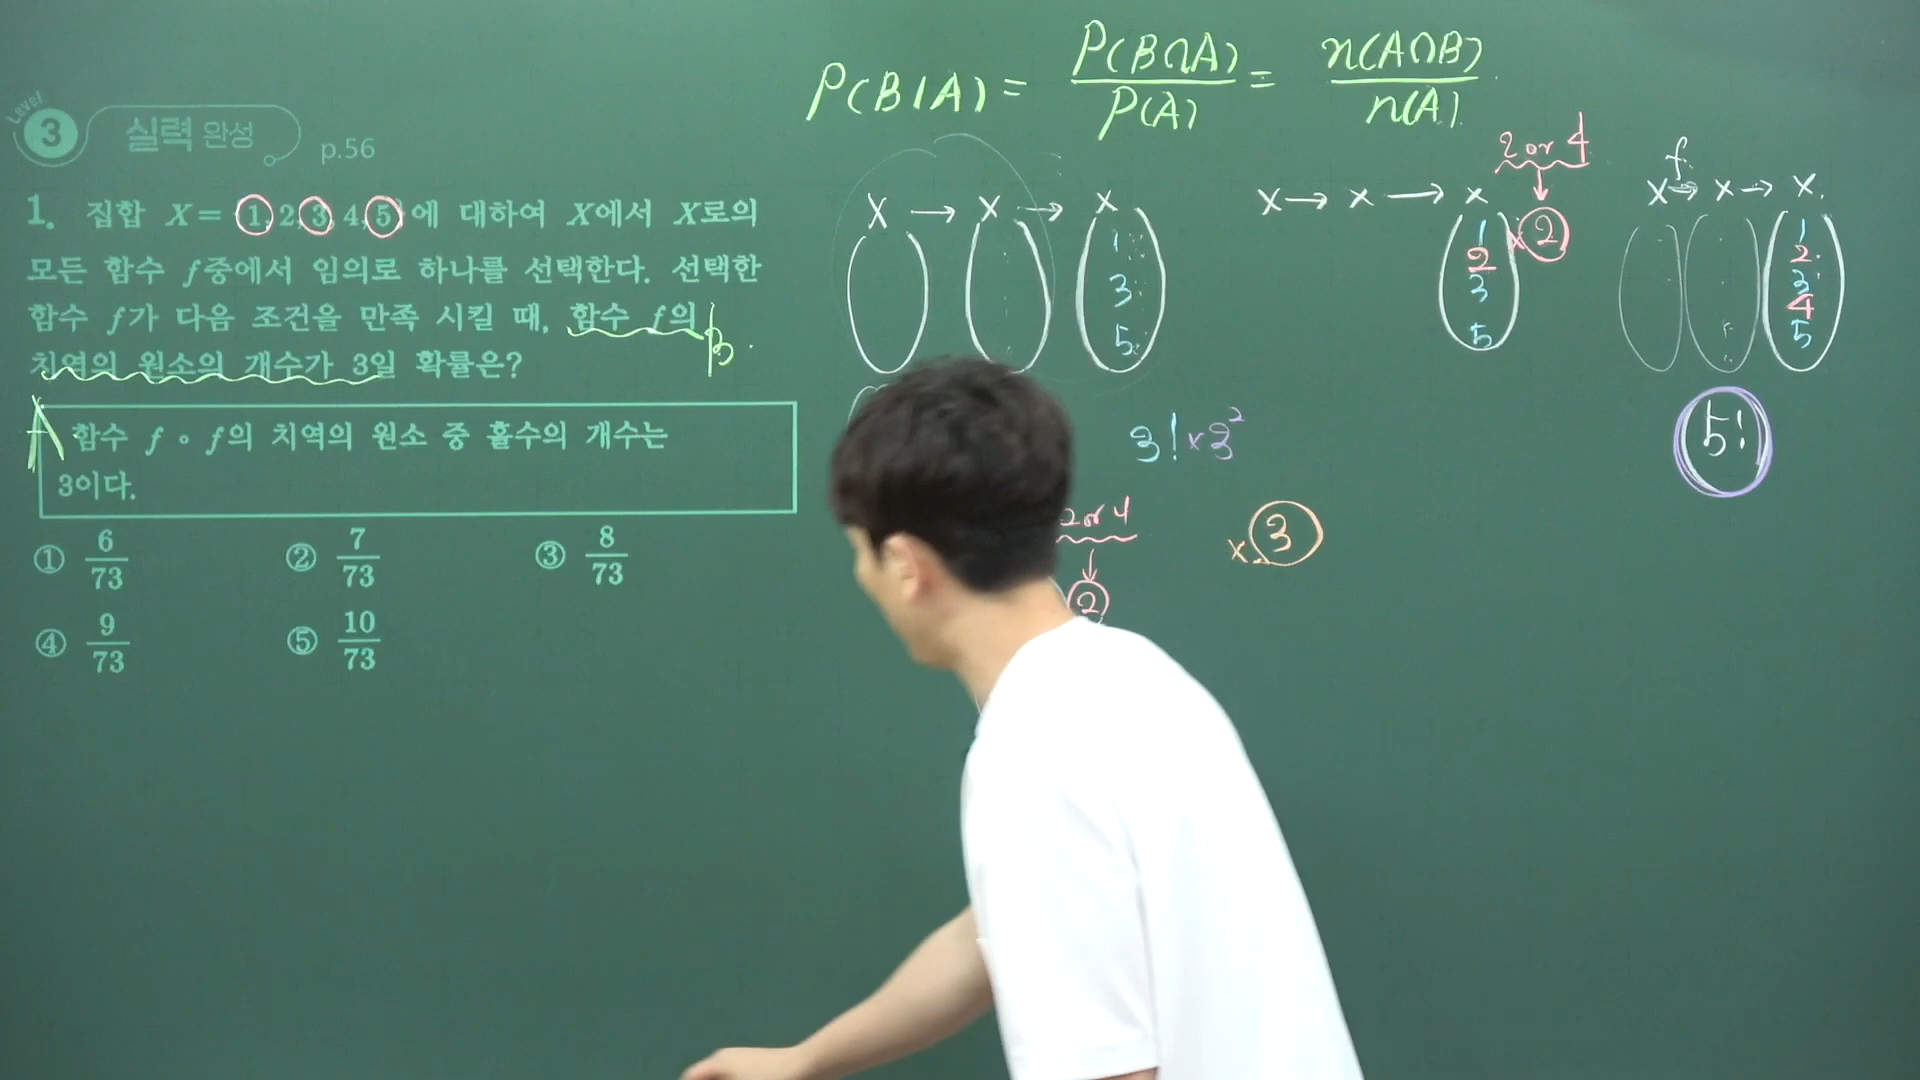 P(B|A) = P(B∩A) / P(A) = n(A∩B) / n(A)
Level 3 실력 완성 p.56
1. 집합 X = {1, 2, 3, 4, 5}에 대하여 X에서 X로의
모든 함수 f중에서 임의로 하나를 선택한다. 선택한
함수 f가 다음 조건을 만족 시킬 때, 함수 f의
치역의 원소의 개수가 3일 확률은?
B.
A
함수 f∘f의 치역의 원소 중 홀수의 개수는
3이다.
① 6/73 ② 7/73 ③ 8/73
④ 9/73 ⑤ 10/73
X → X → X
1
3
5
3! × 3²
2 or 4
②
× ③
2 or 4
X → X → X
1
2
3
5
× ②
f
X → X → X.
1
2
3
4
5
5!